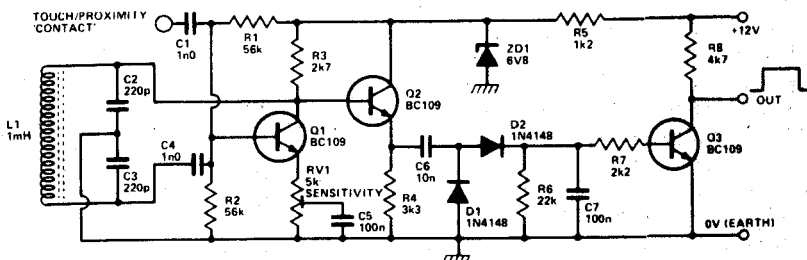 TOUCH/PROXIMITY
'CONTACT'
C1
1n0
R1
56k
R3
2k7
ZD1
6V8
R5
1k2
R8
4k7
+12V
C2
220p
L1
1mH
C3
220p
C4
1n0
Q1
BC109
Q2
BC109
D2
1N4148
OUT
Q3
BC109
R2
56k
RV1
5k
SENSITIVITY
C5
100n
R4
3k3
C6
10n
D1
1N4148
R6
22k
C7
100n
R7
2k2
0V (EARTH)